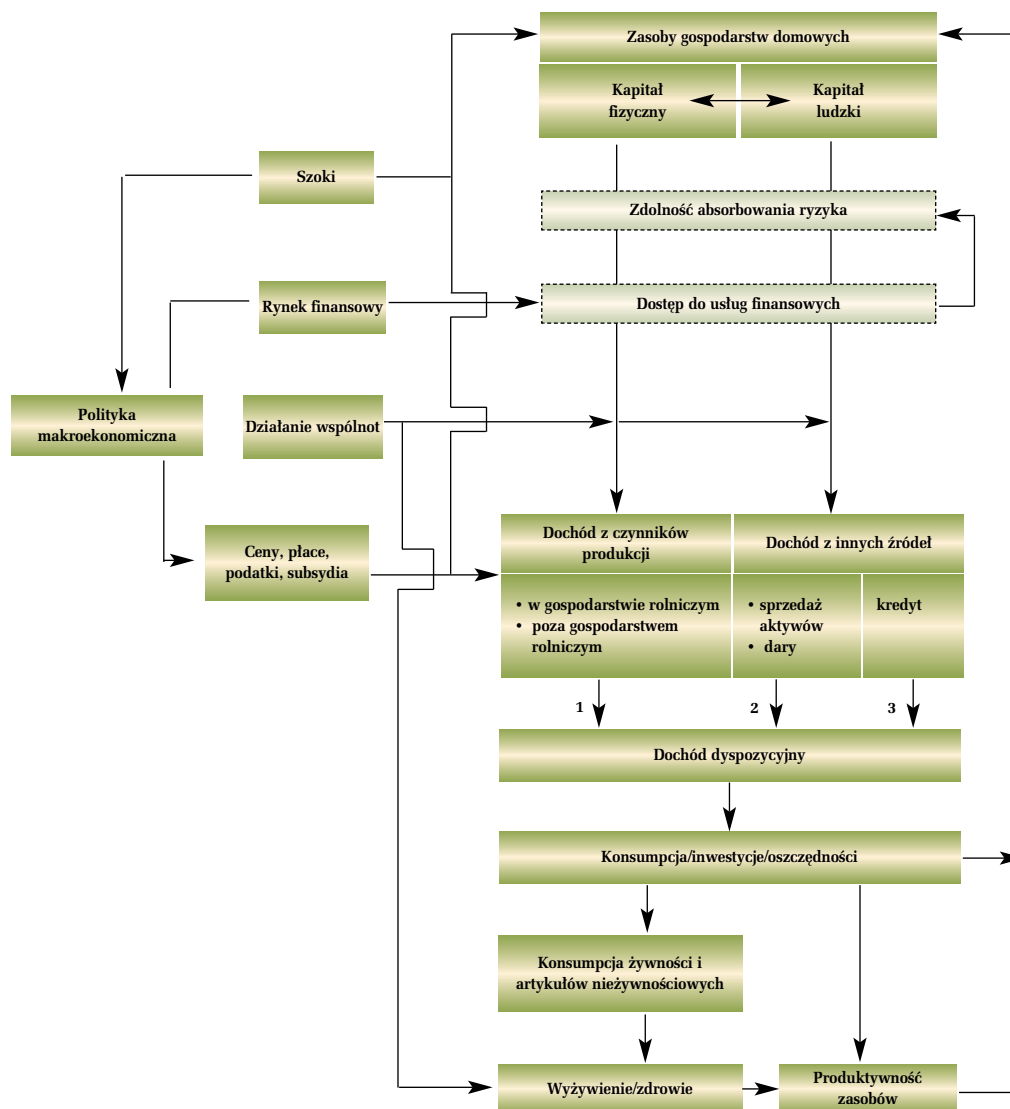 Zasoby gospodarstw domowych
Kapitał
fizyczny
Kapitał
ludzki
Szoki
Zdolność absorbowania ryzyka
Rynek finansowy
Dostęp do usług finansowych
Polityka
makroekonomiczna
Działanie wspólnot
Ceny, płace,
podatki, subsydia
Dochód z czynników
produkcji
Dochód z innych źródeł
• w gospodarstwie rolniczym
• poza gospodarstwem
rolniczym
• sprzedaż
aktywów
• dary
kredyt
1
2
3
Dochód dyspozycyjny
Konsumpcja/inwestycje/oszczędności
Konsumpcja żywności i
artykułów nieżywnościowych
Wyżywienie/zdrowie
Produktywność
zasobów